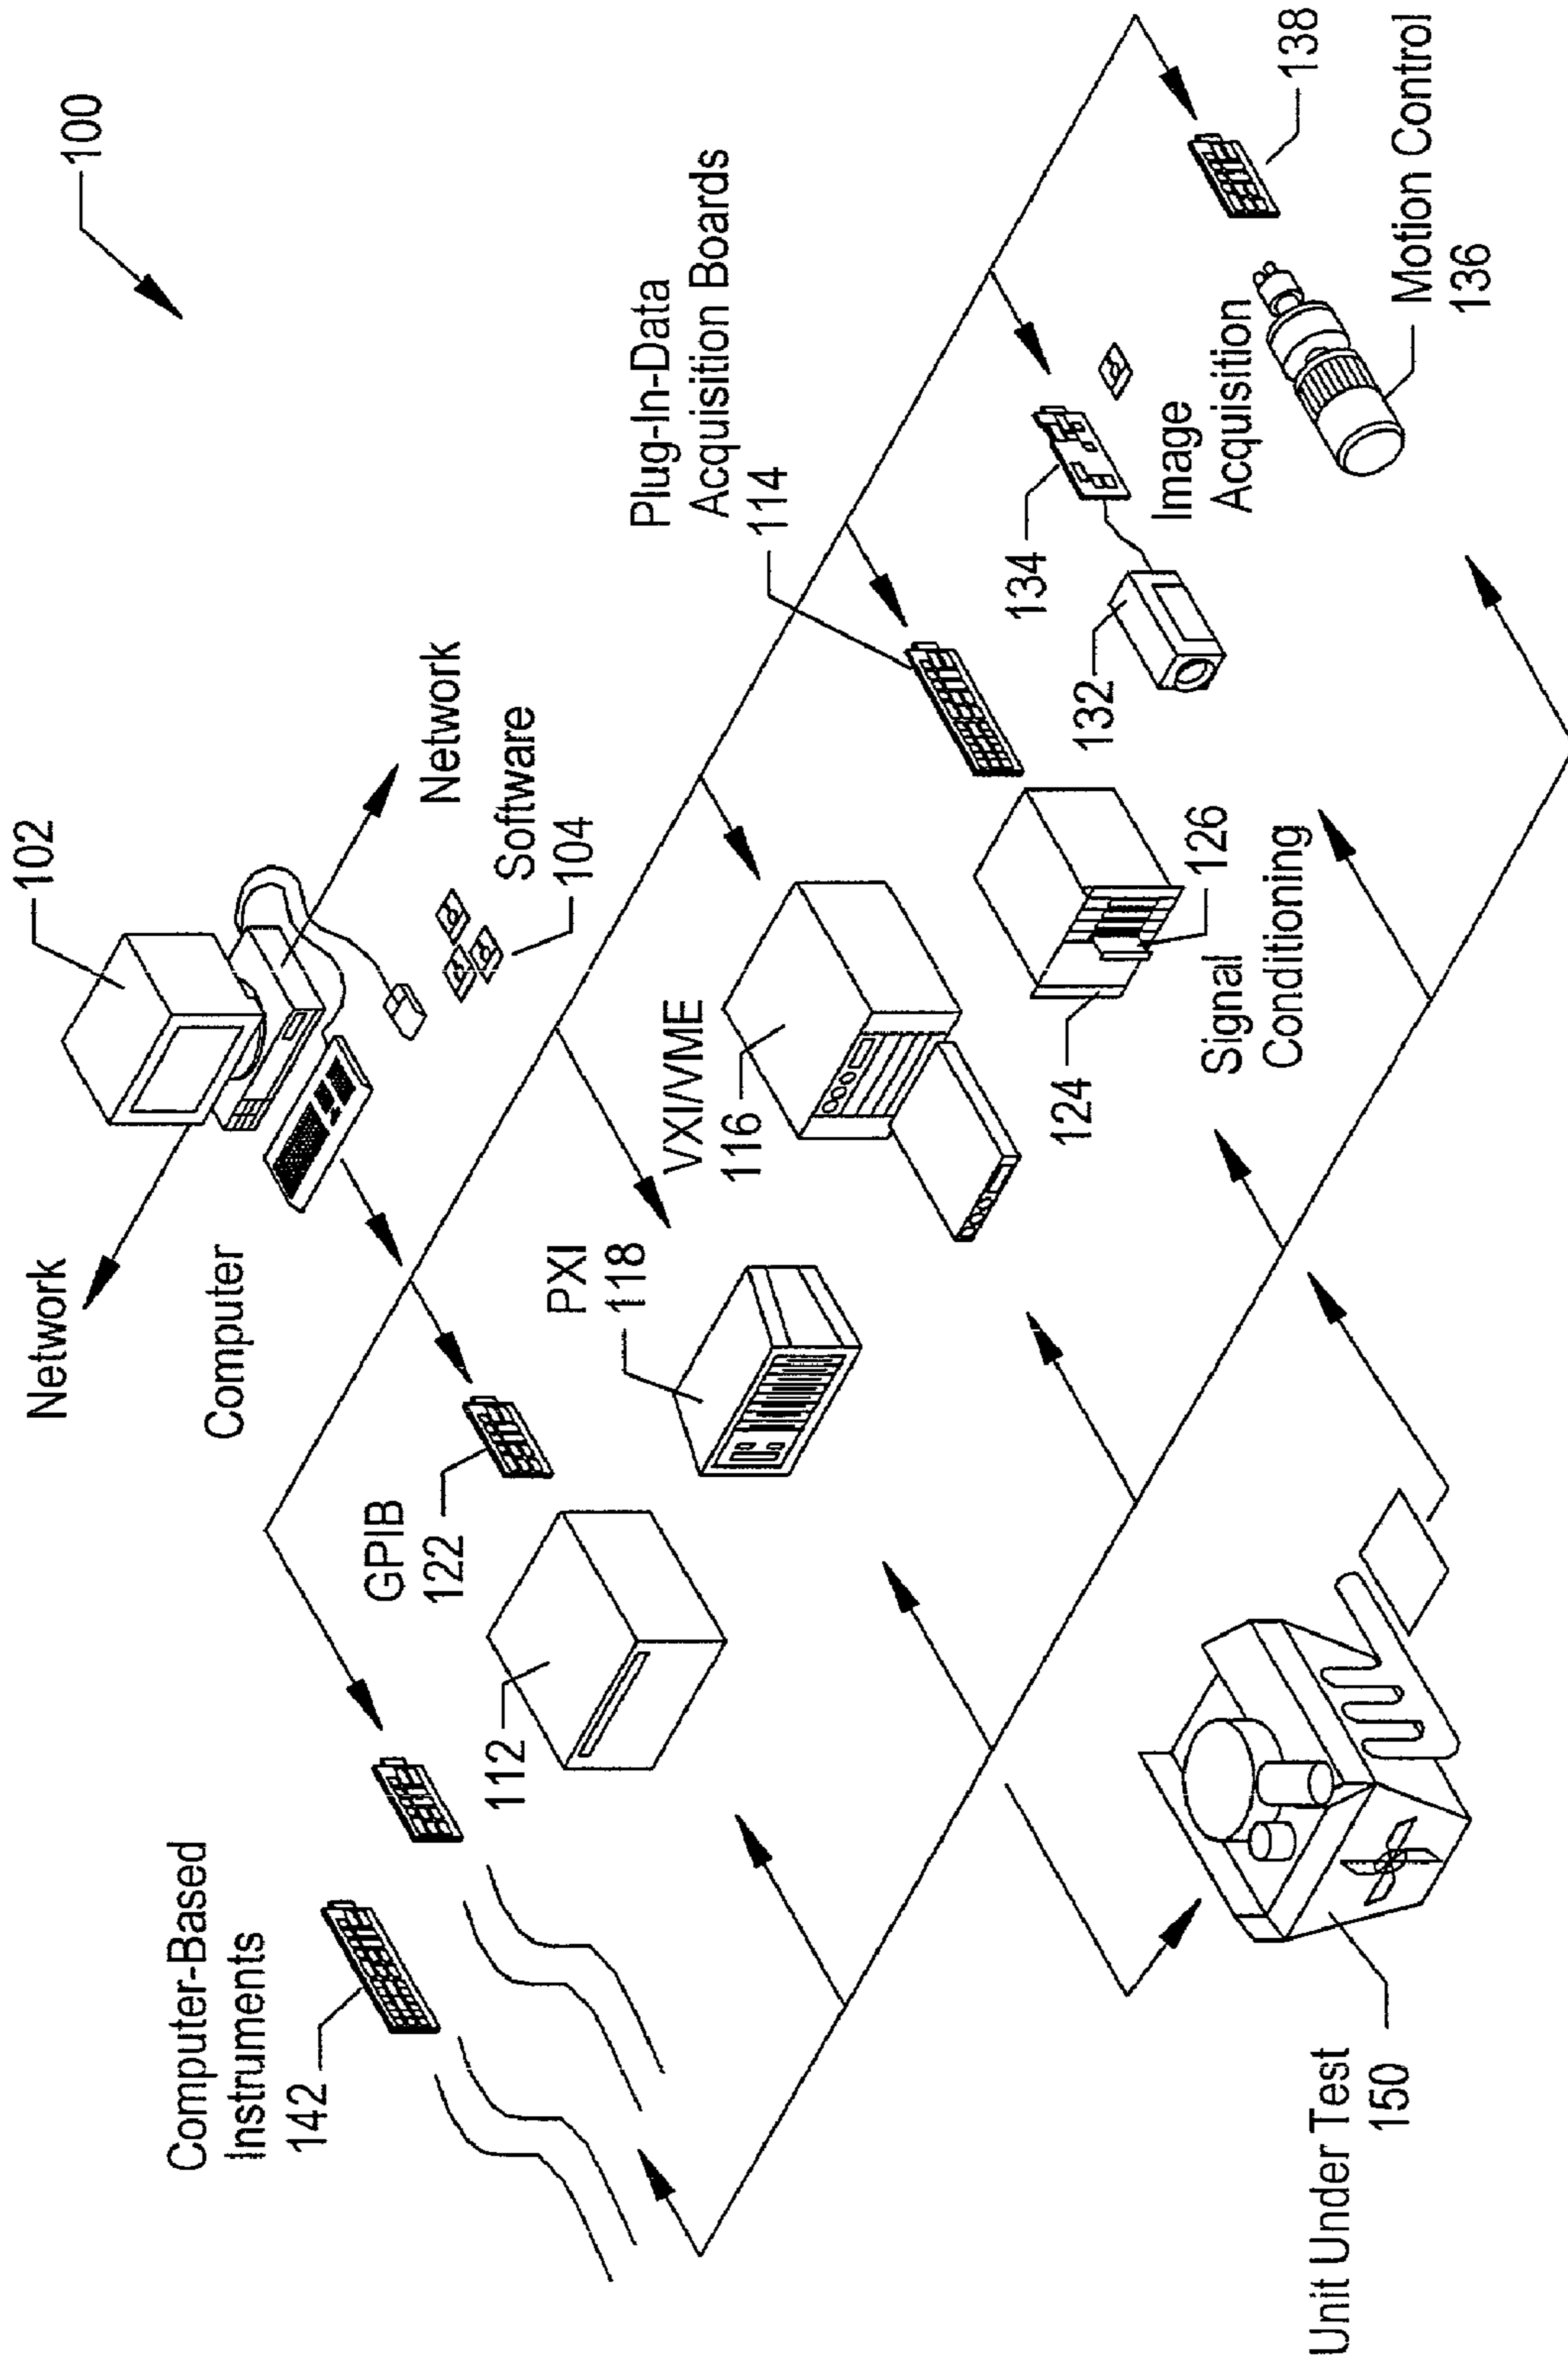 100
102
Network
Network
Software
104
Computer
Computer-Based
Instruments
142
GPIB
122
112
PXI
118
VXI/VME
116
Plug-In-Data
Acquisition Boards
114
134
132
Image
Acquisition
138
Motion Control
136
124
126
Signal
Conditioning
Unit Under Test
150